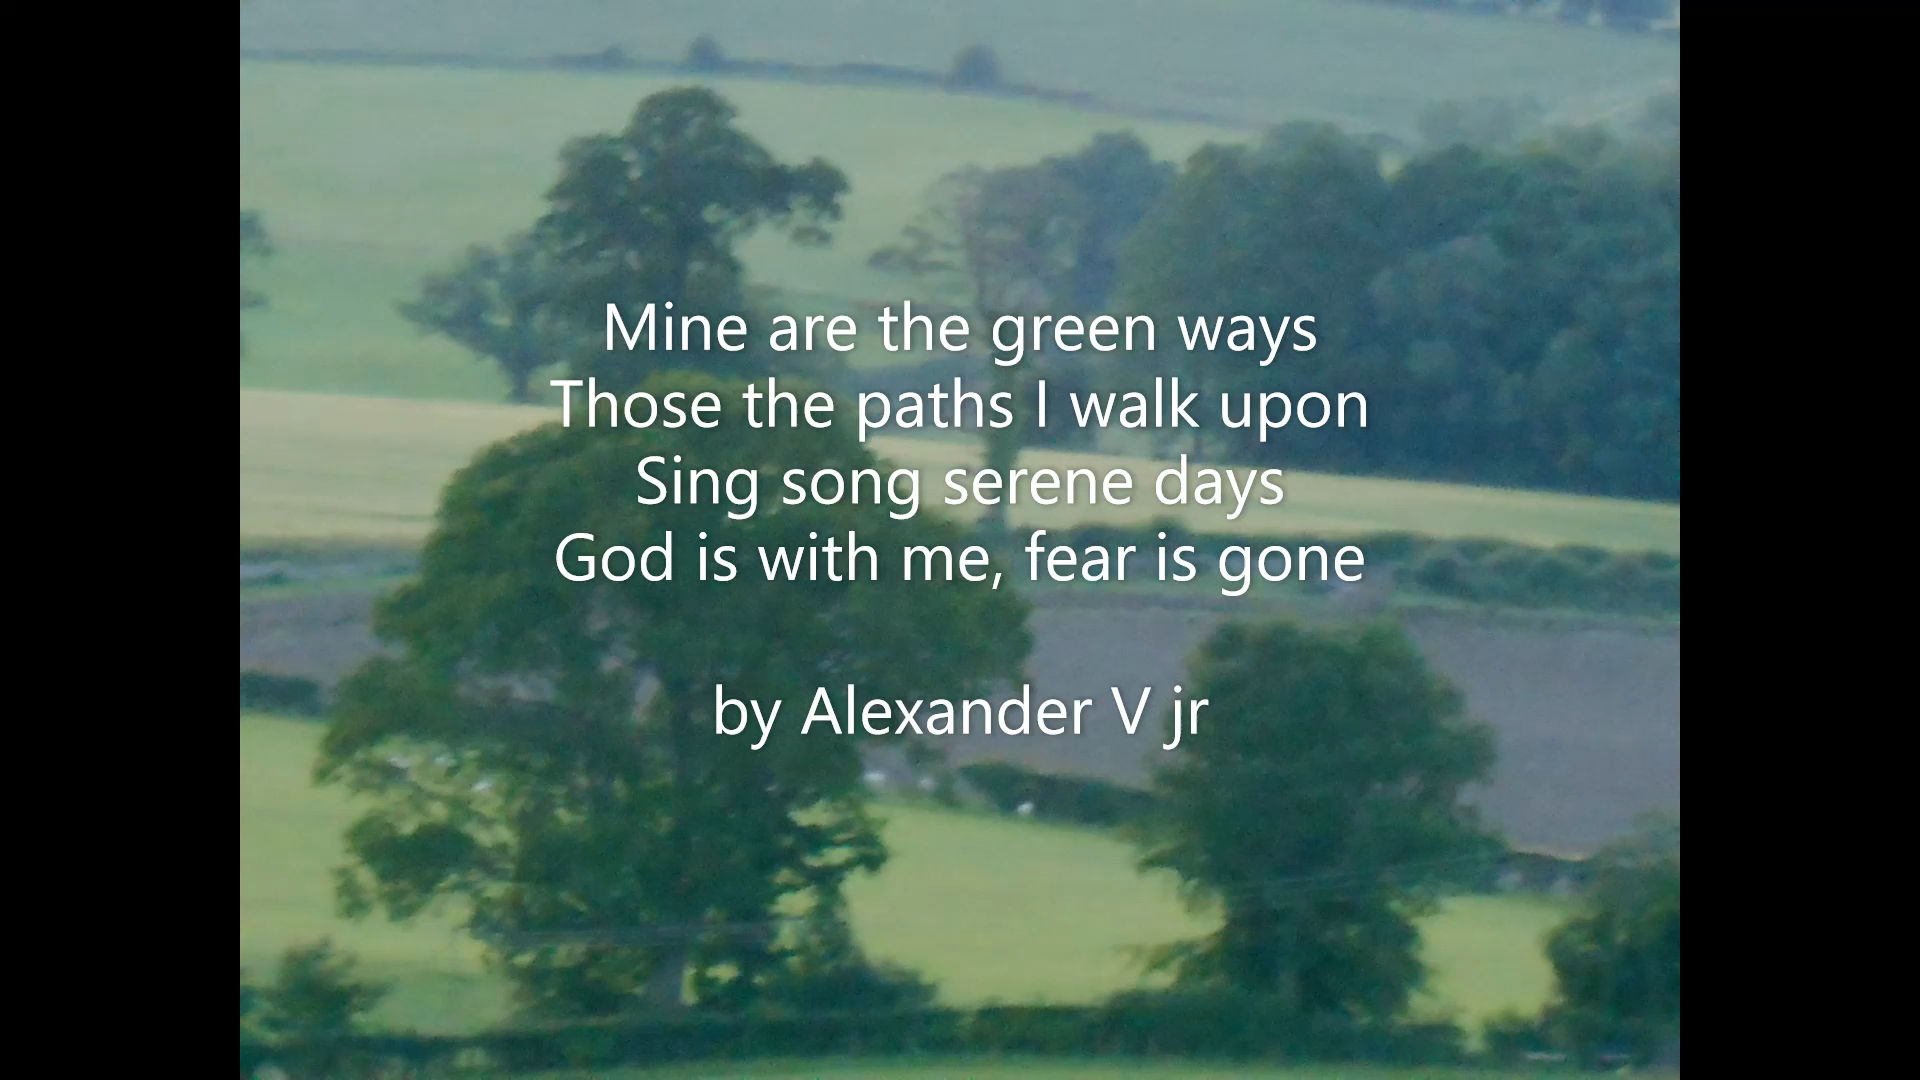 Mine are the green ways
Those the paths I walk upon
Sing song serene days
God is with me, fear is gone
by Alexander V jr